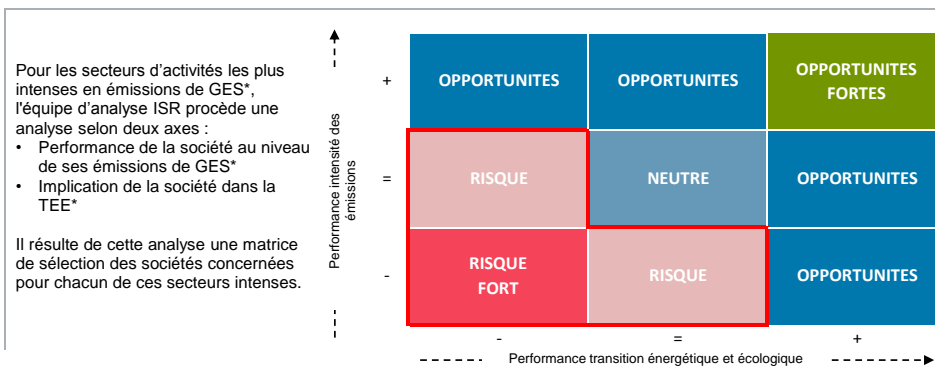 Pour les secteurs d'activités les plus
intenses en émissions de GES*,
l'équipe d'analyse ISR procède une
analyse selon deux axes :
• Performance de la société au niveau
de ses émissions de GES*
• Implication de la société dans la
TEE*
Il résulte de cette analyse une matrice
de sélection des sociétés concernées
pour chacun de ces secteurs intenses.
Performance intensité des
émissions
+
OPPORTUNITES
OPPORTUNITES
OPPORTUNITES
FORTES
=
RISQUE
NEUTRE
OPPORTUNITES
-
RISQUE
FORT
RISQUE
OPPORTUNITES
- = +
Performance transition énergétique et écologique